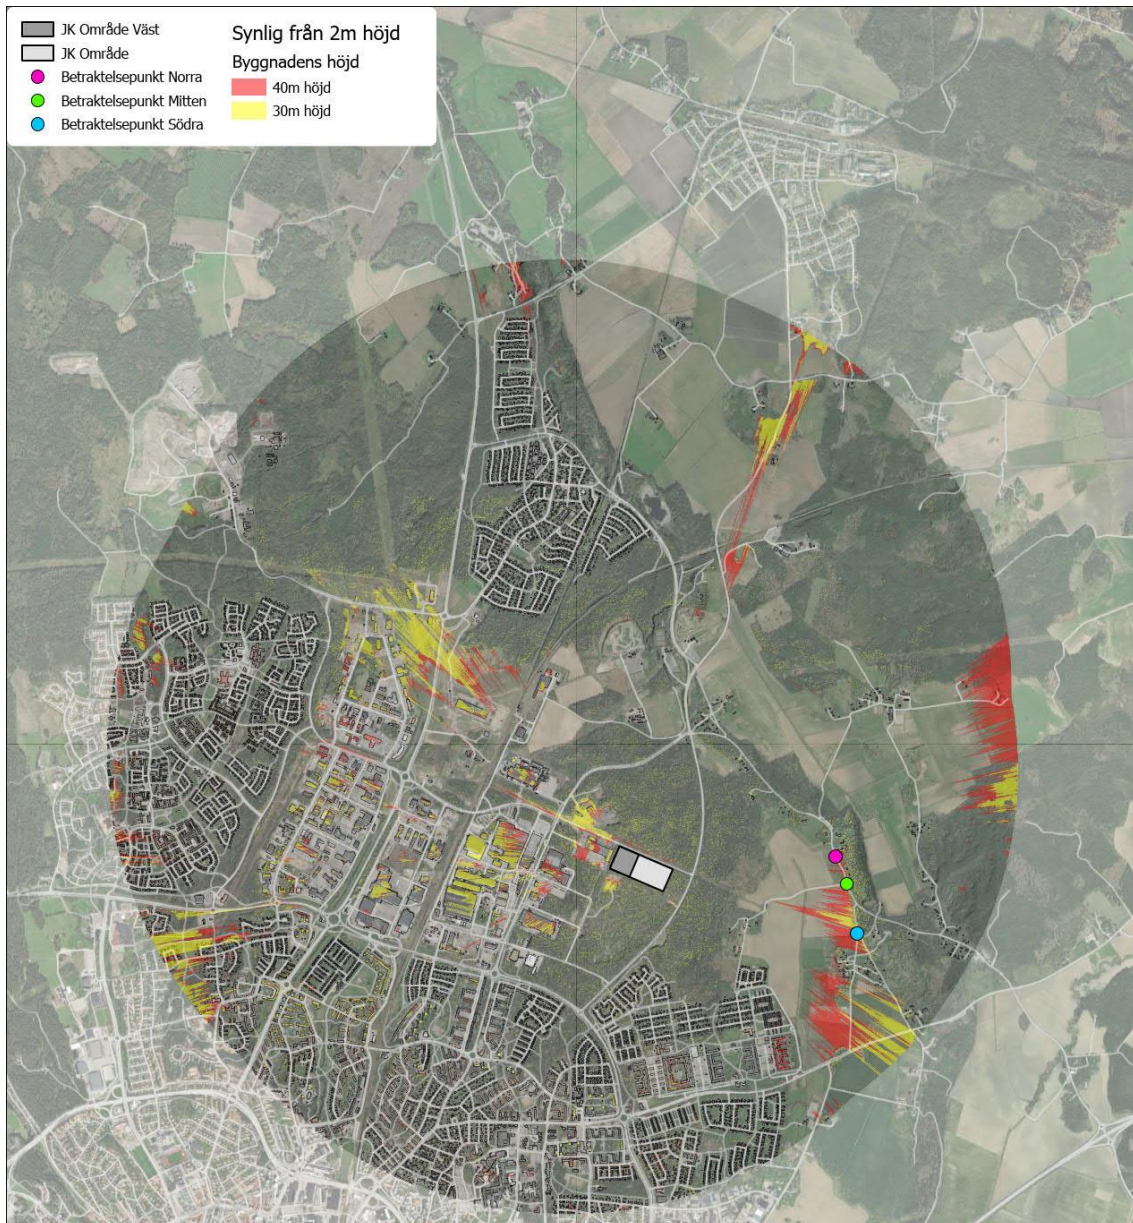 JK Område Väst
JK Område
Betraktelsepunkt Norra
Betraktelsepunkt Mitten
Betraktelsepunkt Södra
Synlig från 2m höjd
Byggnadens höjd
40m höjd
30m höjd